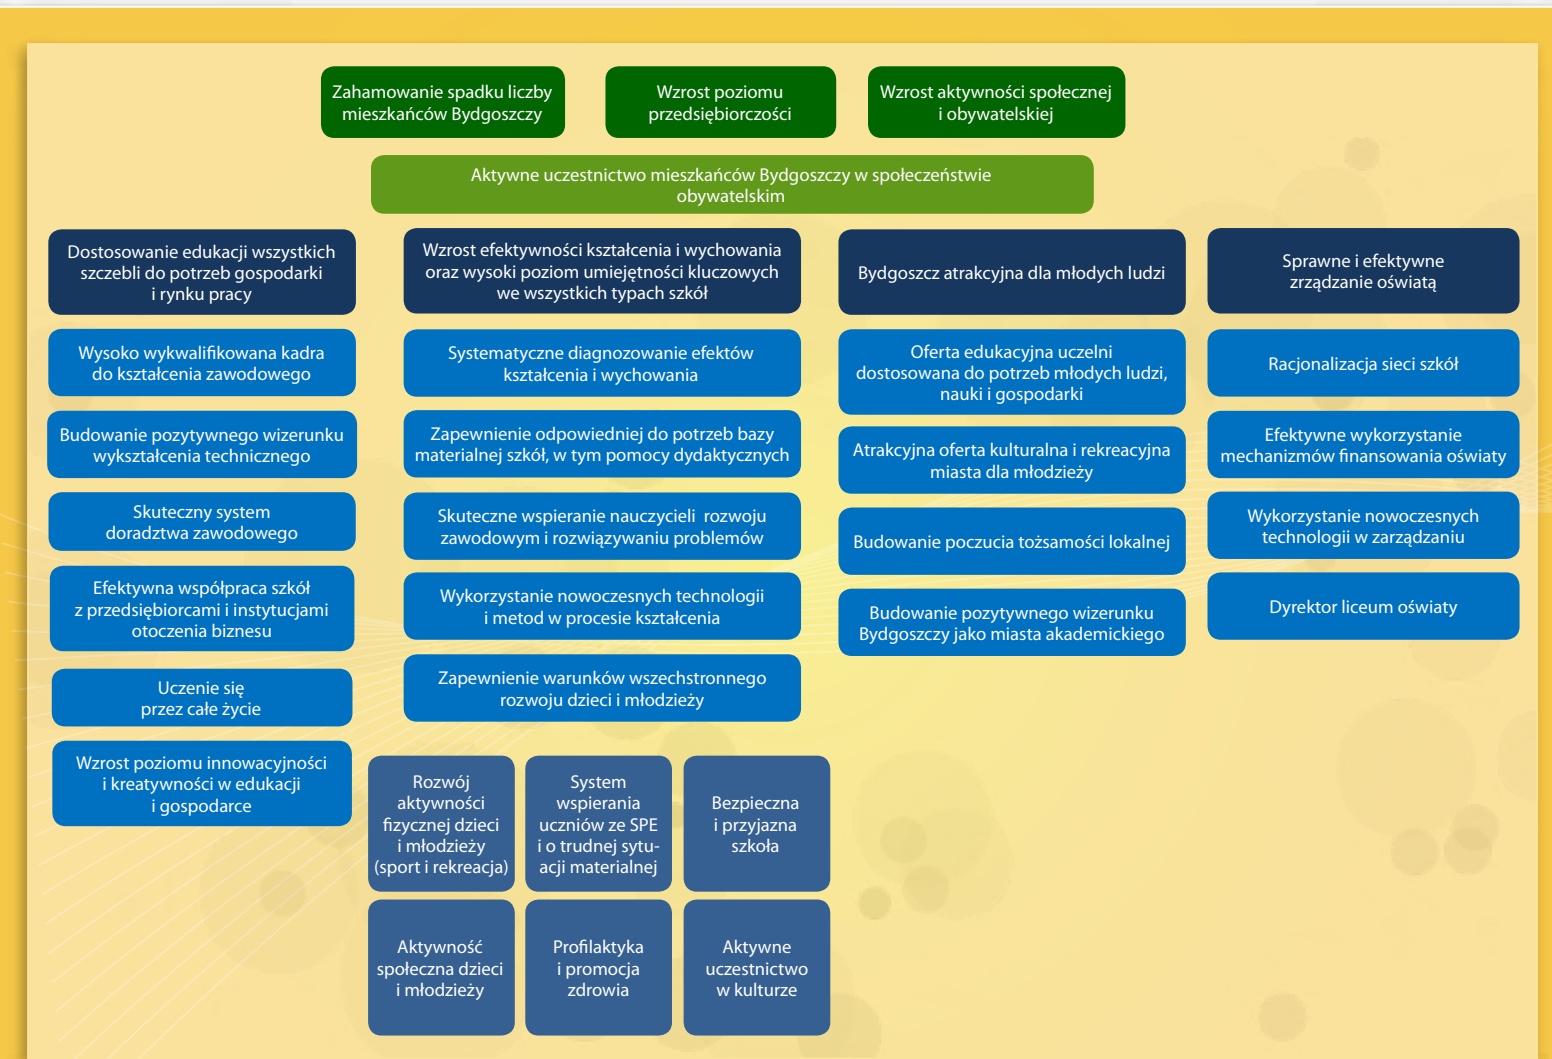 Zahamowanie spadku liczby
mieszkańców Bydgoszczy
Wzrost poziomu
przedsiębiorczości
Wzrost aktywności społecznej
i obywatelskiej
Aktywne uczestnictwo mieszkańców Bydgoszczy w społeczeństwie
obywatelskim
Dostosowanie edukacji wszystkich
szczebli do potrzeb gospodarki
i rynku pracy
Wysoko wykwalifikowana kadra
do kształcenia zawodowego
Budowanie pozytywnego wizerunku
wykształcenia technicznego
Skuteczny system
doradztwa zawodowego
Efektywna współpraca szkół
z przedsiębiorcami i instytucjami
otoczenia biznesu
Uczenie się
przez całe życie
Wzrost poziomu innowacyjności
i kreatywności w edukacji
i gospodarce
Wzrost efektywności kształcenia i wychowania
oraz wysoki poziom umiejętności kluczowych
we wszystkich typach szkół
Systematyczne diagnozowanie efektów
kształcenia i wychowania
Zapewnienie odpowiedniej do potrzeb bazy
materialnej szkół, w tym pomocy dydaktycznych
Skuteczne wspieranie nauczycieli  rozwoju
zawodowym i rozwiązywaniu problemów
Wykorzystanie nowoczesnych technologii
i metod w procesie kształcenia
Zapewnienie warunków wszechstronnego
rozwoju dzieci i młodzieży
Rozwój
aktywności
fizycznej dzieci
i młodzieży
(sport i rekreacja)
System
wspierania
uczniów ze SPE
i o trudnej sytu-
acji materialnej
Bezpieczna
i przyjazna
szkoła
Aktywność
społeczna dzieci
i młodzieży
Profilaktyka
i promocja
zdrowia
Aktywne
uczestnictwo
w kulturze
Bydgoszcz atrakcyjna dla młodych ludzi
Oferta edukacyjna uczelni
dostosowana do potrzeb młodych ludzi,
nauki i gospodarki
Atrakcyjna oferta kulturalna i rekreacyjna
miasta dla młodzieży
Budowanie poczucia tożsamości lokalnej
Budowanie pozytywnego wizerunku
Bydgoszczy jako miasta akademickiego
Sprawne i efektywne
zrządzanie oświatą
Racjonalizacja sieci szkół
Efektywne wykorzystanie
mechanizmów finansowania oświaty
Wykorzystanie nowoczesnych
technologii w zarządzaniu
Dyrektor liceum oświaty